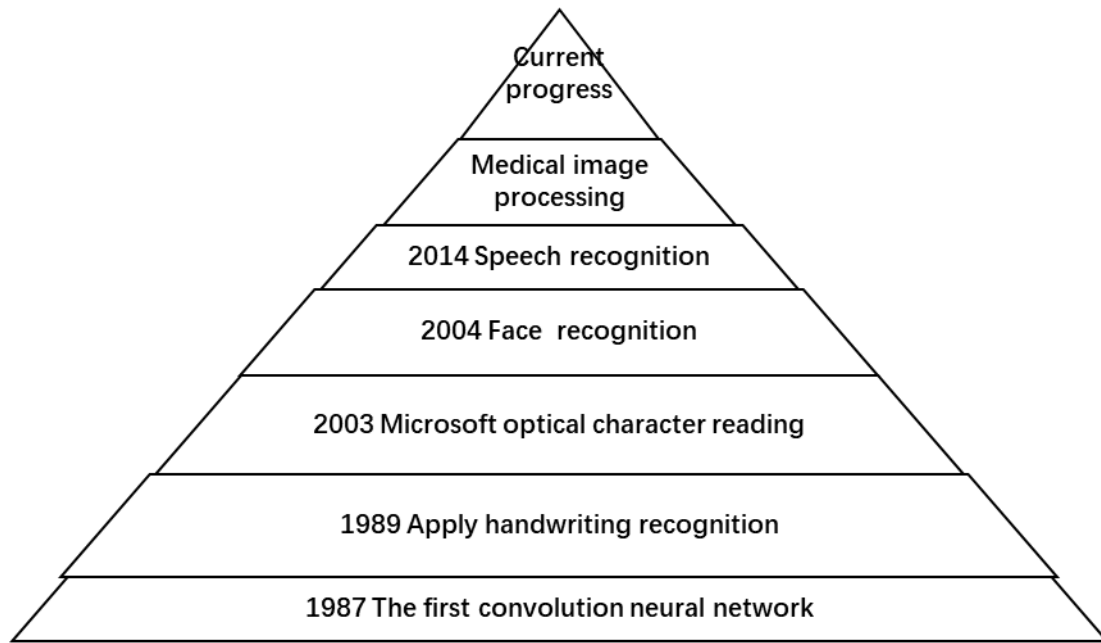 Current
progress
Medical image
processing
2014 Speech recognition
2004 Face recognition
2003 Microsoft optical character reading
1989 Apply handwriting recognition
1987 The first convolution neural network